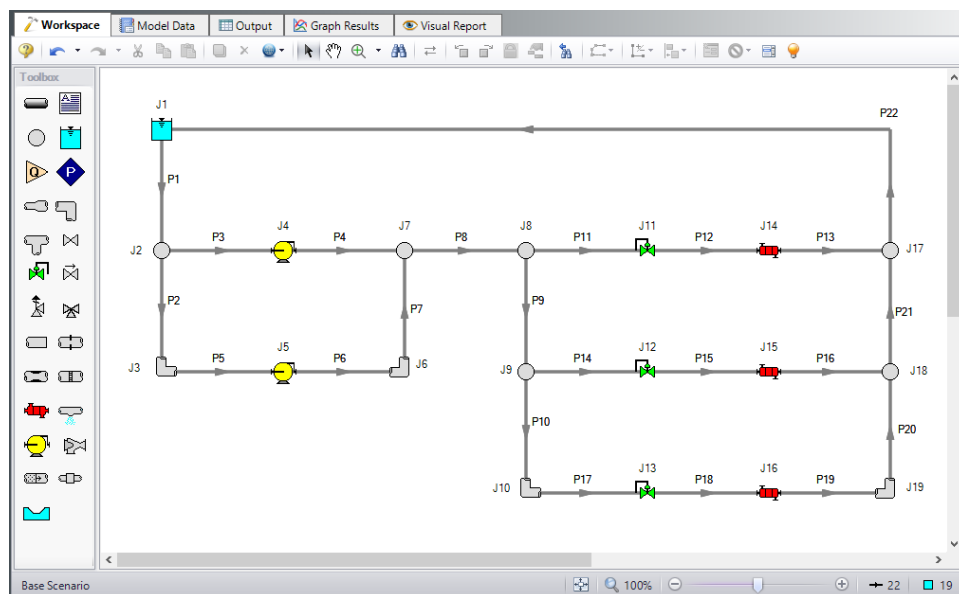 Workspace Model Data Output Graph Results Visual Report
Toolbox
J1
P22
P1
J2 P3 J4 P4 J7 P8 J8 P11 J11 P12 J14 P13 J17
P2 P7 P9 P21
J3 P5 J5 P6 J6 J9 P14 J12 P15 J15 P16 J18
P10 P20
J10 P17 J13 P18 J16 P19 J19
Q
P
A
Base Scenario 100% 22 19